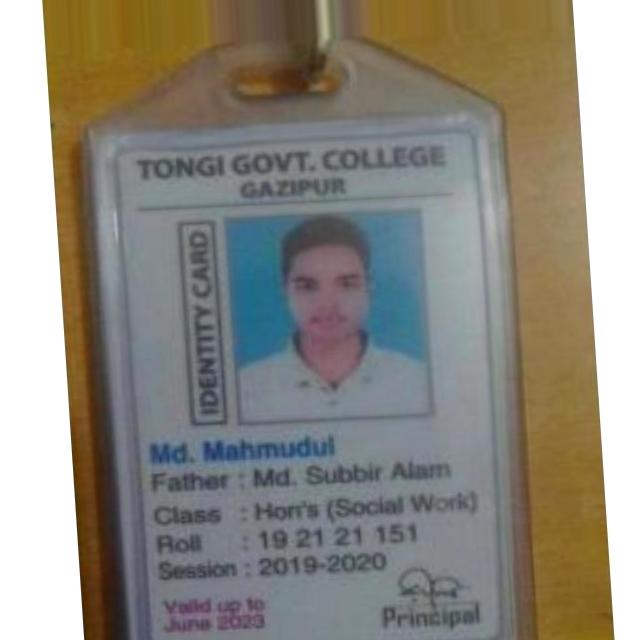 TONGI GOVT. COLLEGE
GAZIPUR
IDENTITY CARD
Md. Mahmudul
Father : Md. Subbir Alam
Class : Hon's (Social Work)
Roll : 19 21 21 151
Session : 2019-2020
Valid up to
June 2023
Principal